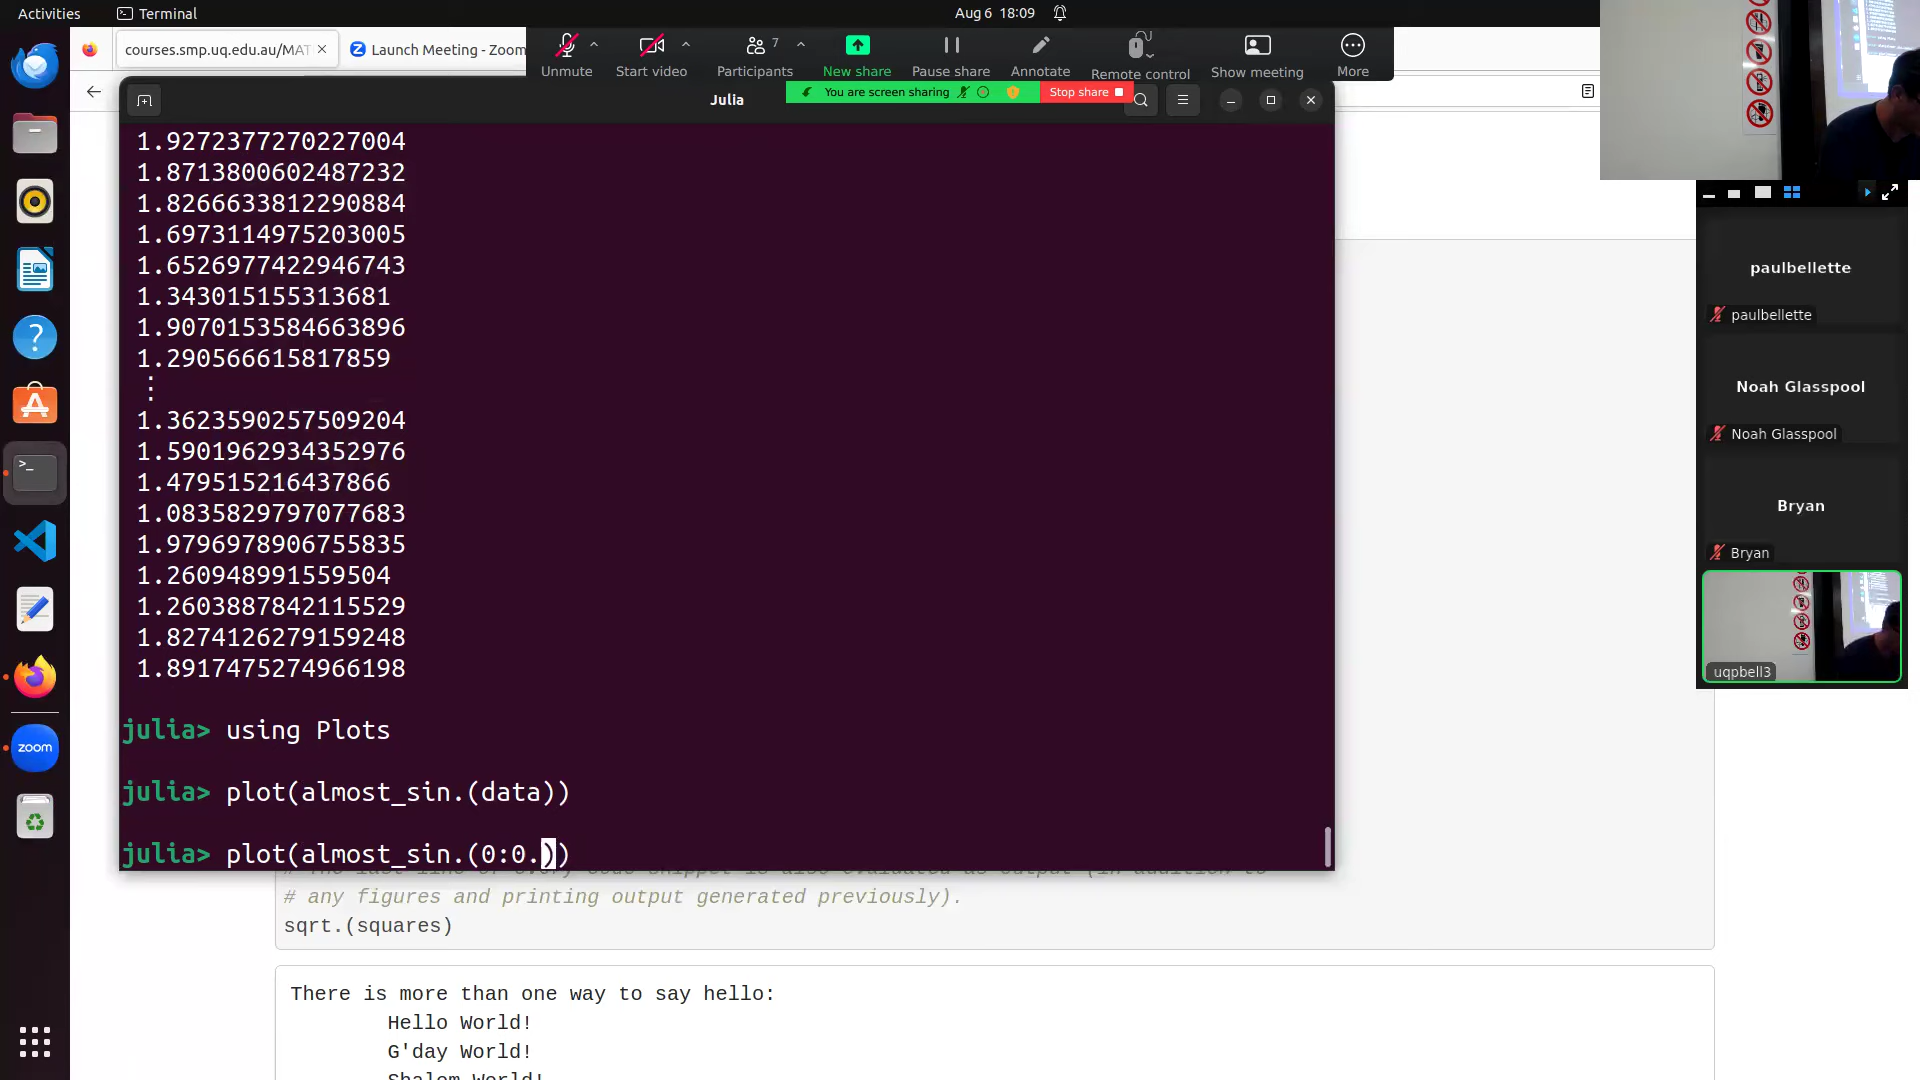 Activities
Terminal
Aug 6 18:09
courses.smp.uq.edu.au/MAT
Launch Meeting - Zoom
Unmute
Start video
Participants
7
New share
Pause share
Annotate
Remote control
Show meeting
More
You are screen sharing
Stop share
Julia
1.9272377270227004
1.8713800602487232
1.8266633812290884
1.6973114975203005
1.6526977422946743
1.343015155313681
1.9070153584663896
1.290566615817859
⋮
1.3623590257509204
1.5901962934352976
1.479515216437866
1.0835829797077683
1.9796978906755835
1.260948991559504
1.2603887842115529
1.8274126279159248
1.8917475274966198
julia> using Plots
julia> plot(almost_sin.(data))
julia> plot(almost_sin.(0:0.))
# any figures and printing output generated previously).
sqrt.(squares)
There is more than one way to say hello:
Hello World!
G'day World!
Shalom World!
paulbellette
paulbellette
Noah Glasspool
Noah Glasspool
Bryan
Bryan
uqpbell3
zoom